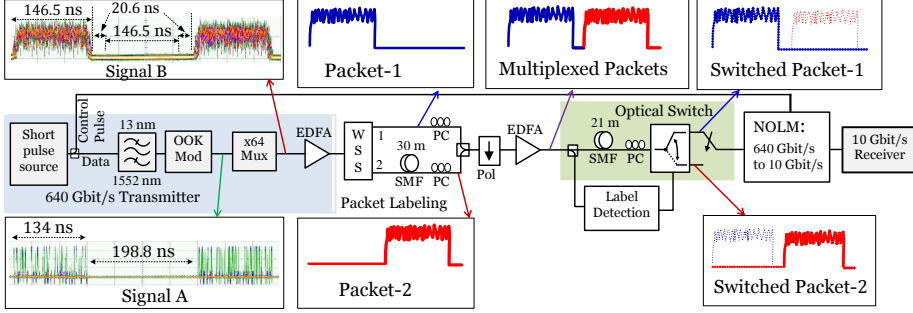 146.5 ns
20.6 ns
146.5 ns
Signal B
Packet-1
Multiplexed Packets
Switched Packet-1
Optical Switch
Short
pulse
source
Control
Pulse
Data
13 nm
1552 nm
OOK
Mod
x64
Mux
EDFA
640 Gbit/s Transmitter
W
S
S
1
2
30 m
SMF
PC
PC
Packet Labeling
Pol
EDFA
21 m
SMF
PC
Label
Detection
NOLM:
640 Gbit/s
to 10 Gbit/s
10 Gbit/s
Receiver
134 ns
198.8 ns
Signal A
Packet-2
Switched Packet-2